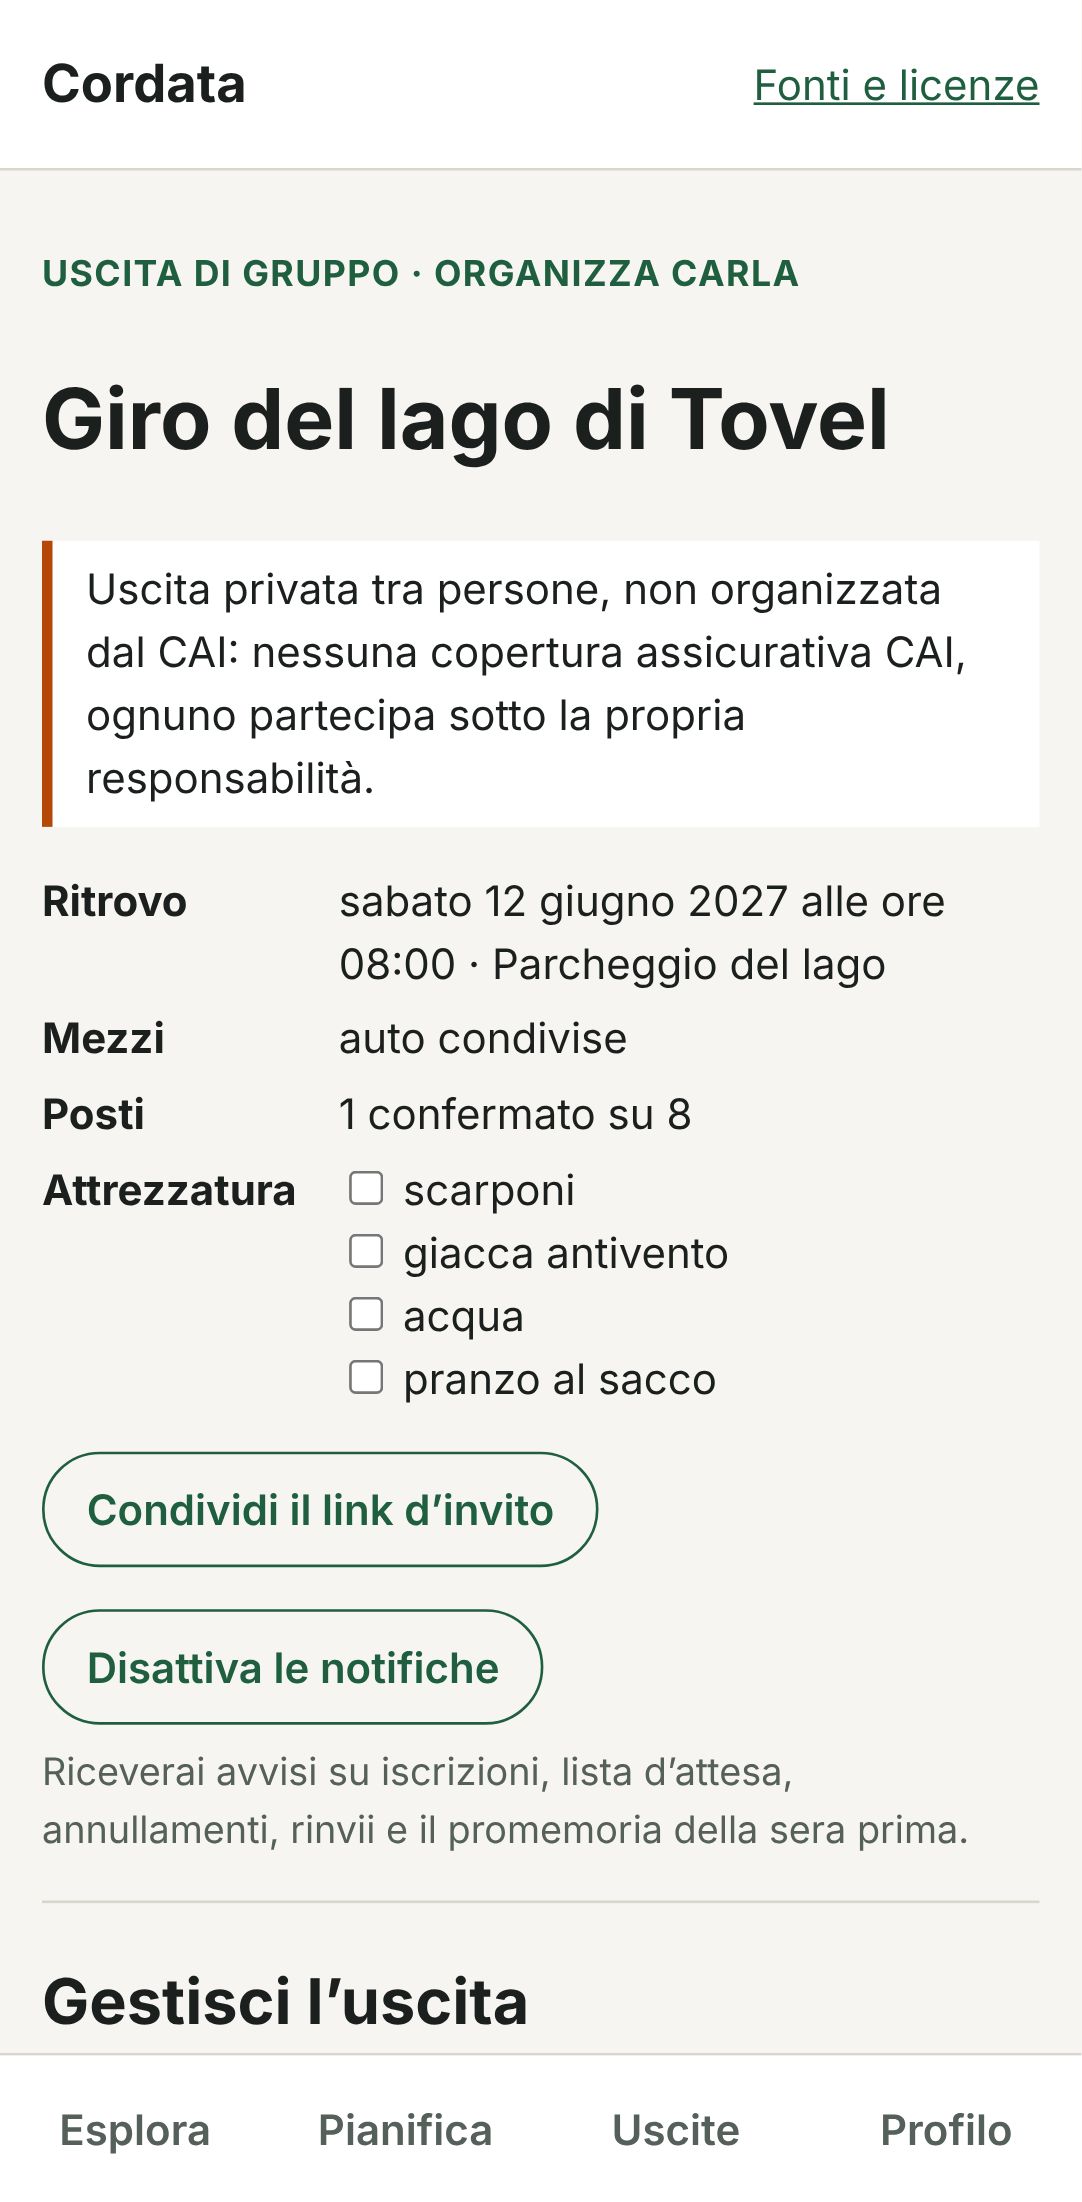 Cordata
Fonti e licenze
USCITA DI GRUPPO · ORGANIZZA CARLA
Giro del lago di Tovel
Uscita privata tra persone, non organizzata
dal CAI: nessuna copertura assicurativa CAI,
ognuno partecipa sotto la propria
responsabilità.
Ritrovo
sabato 12 giugno 2027 alle ore
08:00 · Parcheggio del lago
Mezzi
auto condivise
Posti
1 confermato su 8
Attrezzatura
scarponi
giacca antivento
acqua
pranzo al sacco
Condividi il link d’invito
Disattiva le notifiche
Riceverai avvisi su iscrizioni, lista d’attesa,
annullamenti, rinvii e il promemoria della sera prima.
Gestisci l’uscita
Esplora
Pianifica
Uscite
Profilo